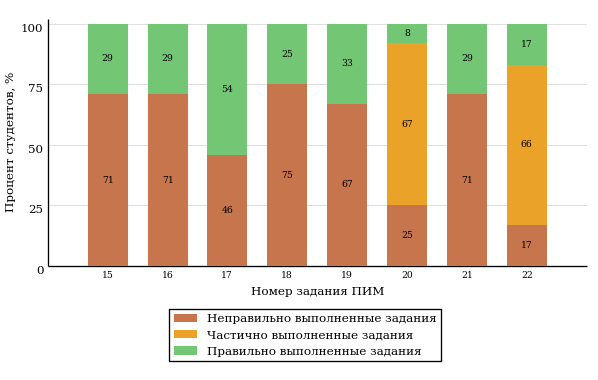 Процент студентов, %
100
75
50
25
0
29 29 54 25 33 8 29 17
71 71 46 75 67 67 71 66
25 17
15 16 17 18 19 20 21 22
Номер задания ПИМ
Неправильно выполненные задания
Частично выполненные задания
Правильно выполненные задания